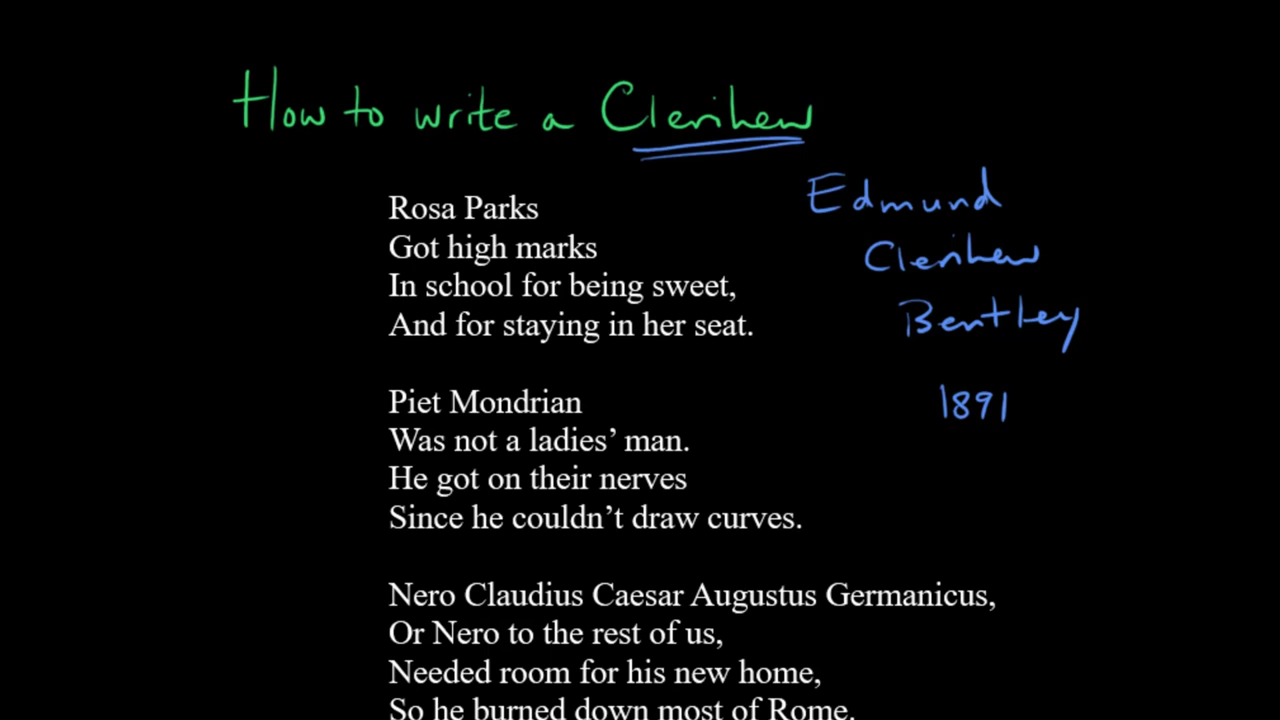 How to write a Clerihew
Edmund
Clerihew
Bentley
1891
Rosa Parks
Got high marks
In school for being sweet,
And for staying in her seat.
Piet Mondrian
Was not a ladies’ man.
He got on their nerves
Since he couldn’t draw curves.
Nero Claudius Caesar Augustus Germanicus,
Or Nero to the rest of us,
Needed room for his new home,
So he burned down most of Rome.